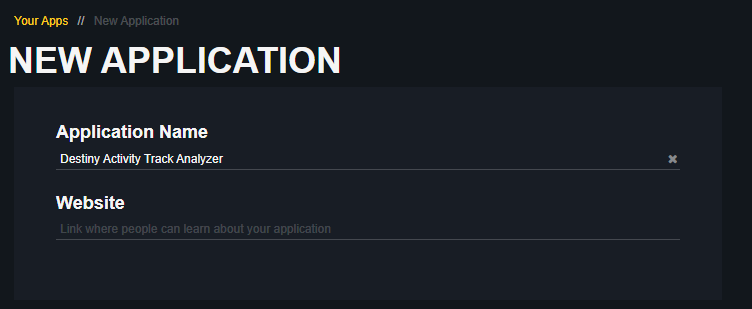 Your Apps // New Application
NEW APPLICATION
Application Name
Destiny Activity Track Analyzer
Website
Link where people can learn about your application